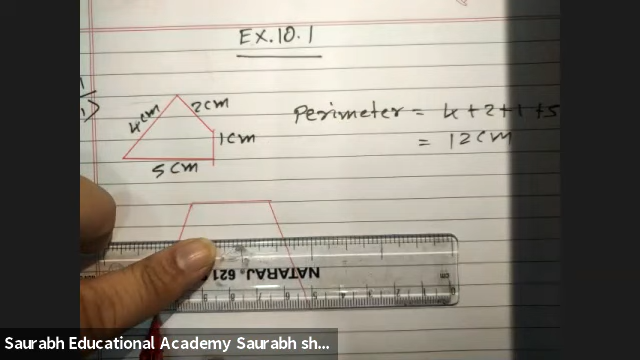 Ex.10.1
4cm
2cm
1cm
5cm
Perimeter = 4+2+1+5
= 12cm
NATARAJ. 621
Saurabh Educational Academy Saurabh sh...